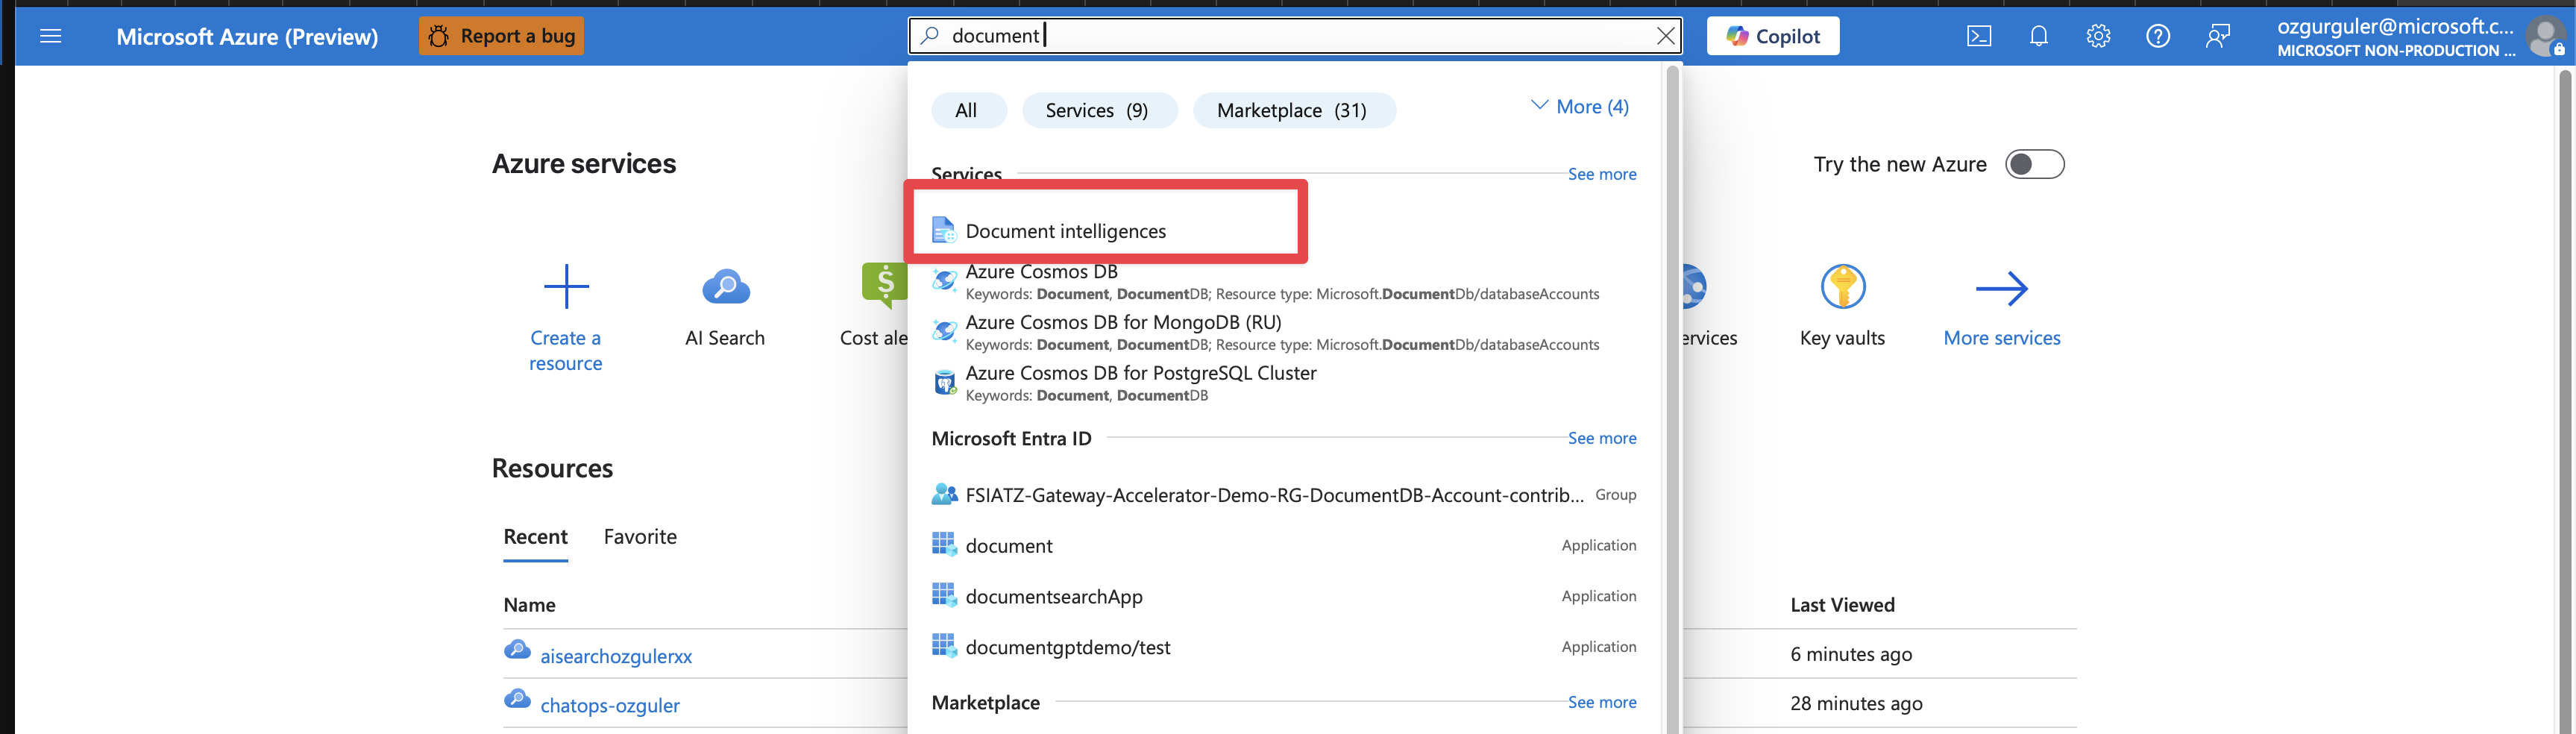 Microsoft Azure (Preview)
Report a bug
document
Copilot
ozgurguler@microsoft.c...
MICROSOFT NON-PRODUCTION ...
All
Services (9)
Marketplace (31)
More (4)
Azure services
Services
See more
Try the new Azure
Document intelligences
Azure Cosmos DB
Keywords: Document, DocumentDB; Resource type: Microsoft.DocumentDb/databaseAccounts
Azure Cosmos DB for MongoDB (RU)
Keywords: Document, DocumentDB; Resource type: Microsoft.DocumentDb/databaseAccounts
Azure Cosmos DB for PostgreSQL Cluster
Keywords: Document, DocumentDB
Create a
resource
AI Search
Cost ale
ervices
Key vaults
More services
Microsoft Entra ID
See more
FSIATZ-Gateway-Accelerator-Demo-RG-DocumentDB-Account-contrib...
Group
document
Application
documentsearchApp
Application
documentgptdemo/test
Application
Marketplace
See more
Resources
Recent
Favorite
Name
Last Viewed
aisearchozgulerxx
6 minutes ago
chatops-ozguler
28 minutes ago